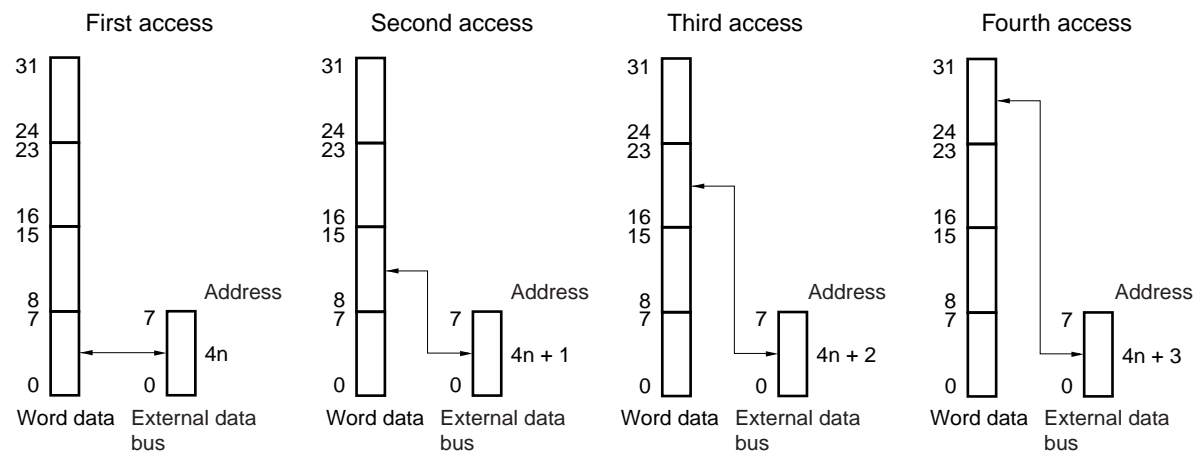 First access
31
24
23
16
15
8
7
0
Address
7
4n
0
Word data
External data
bus
Second access
31
24
23
16
15
8
7
0
Address
7
4n + 1
0
Word data
External data
bus
Third access
31
24
23
16
15
8
7
0
Address
7
4n + 2
0
Word data
External data
bus
Fourth access
31
24
23
16
15
8
7
0
Address
7
4n + 3
0
Word data
External data
bus